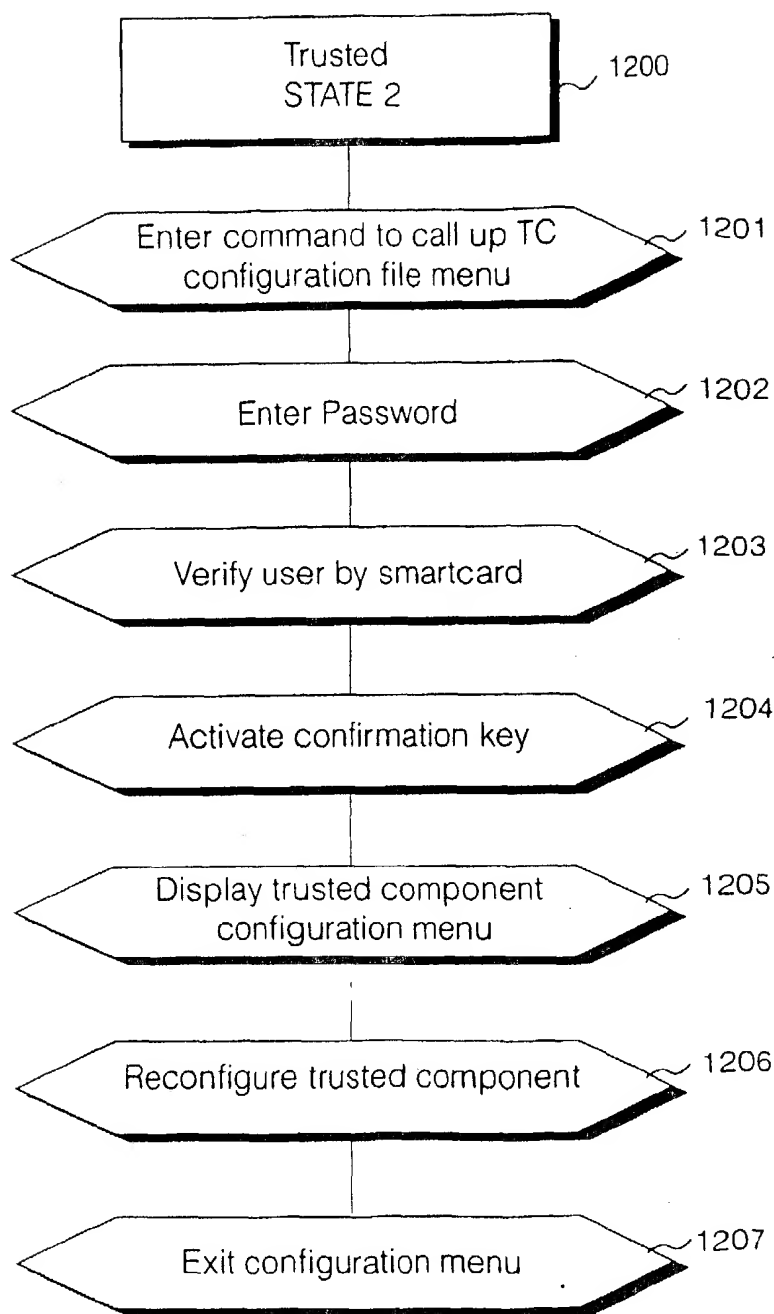 Trusted
STATE 2
1200
Enter command to call up TC
configuration file menu
1201
Enter Password
1202
Verify user by smartcard
1203
Activate confirmation key
1204
Display trusted component
configuration menu
1205
Reconfigure trusted component
1206
Exit configuration menu
1207